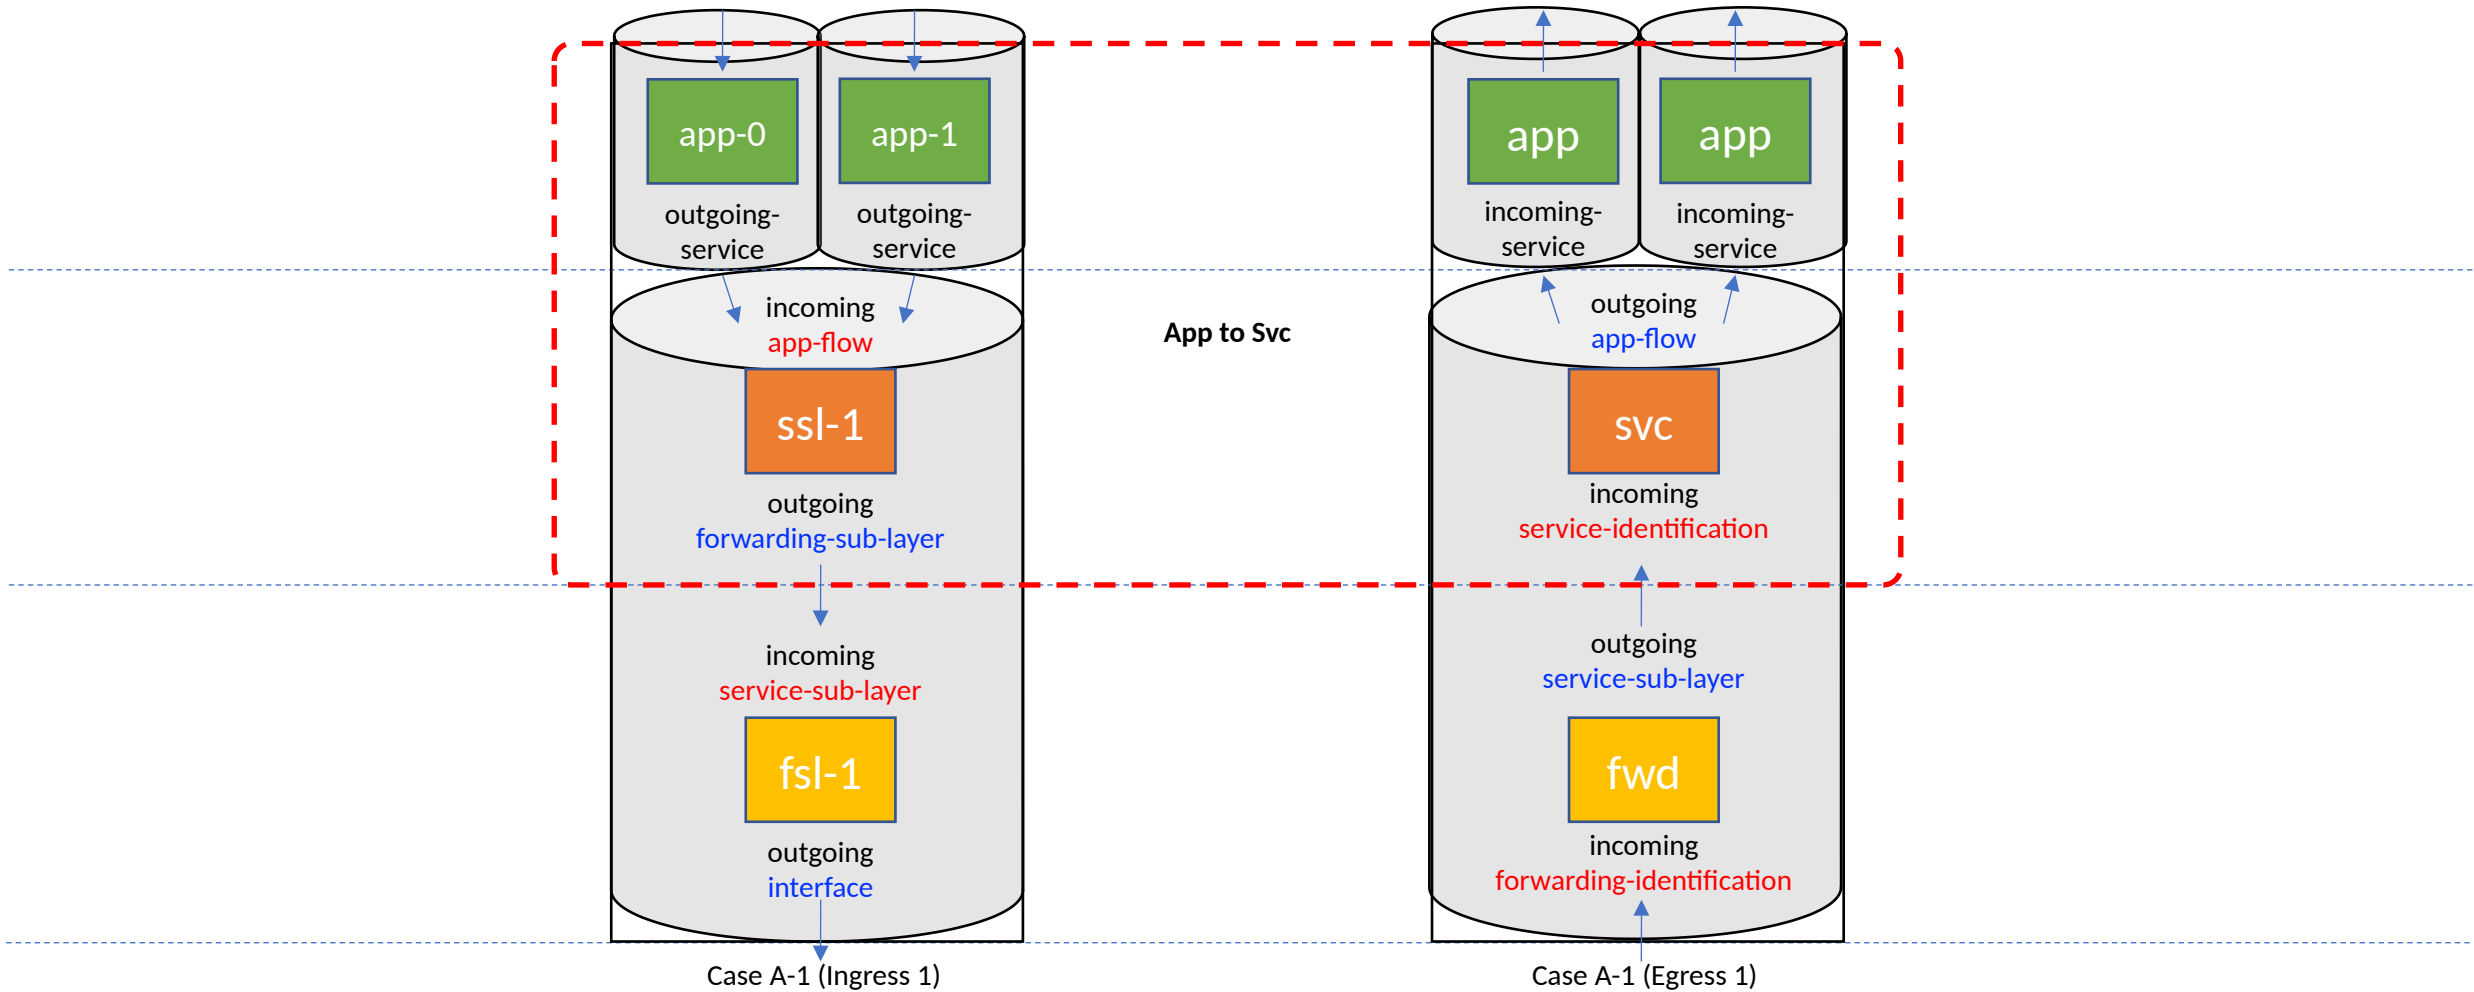 app-0
app-1
app
app
outgoing-
service
outgoing-
service
incoming-
service
incoming-
service
incoming
app-flow
App to Svc
outgoing
app-flow
ssl-1
svc
outgoing
forwarding-sub-layer
incoming
service-identification
incoming
service-sub-layer
outgoing
service-sub-layer
fsl-1
fwd
outgoing
interface
incoming
forwarding-identification
Case A-1 (Ingress 1)
Case A-1 (Egress 1)